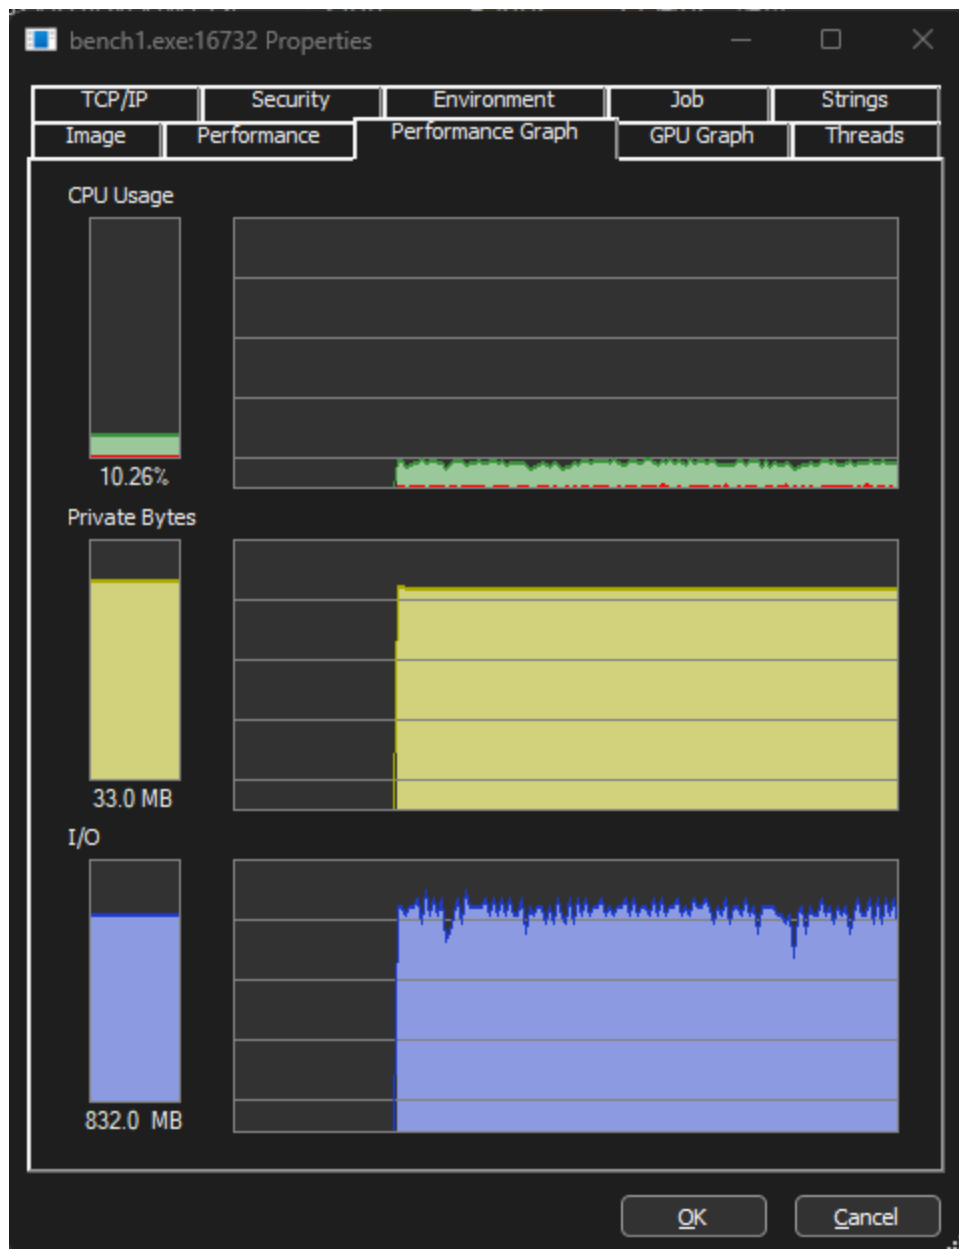 bench1.exe:16732 Properties
TCP/IP Security Environment Job Strings
Image Performance Performance Graph GPU Graph Threads
CPU Usage
10.26%
Private Bytes
33.0 MB
I/O
832.0 MB
OK Cancel